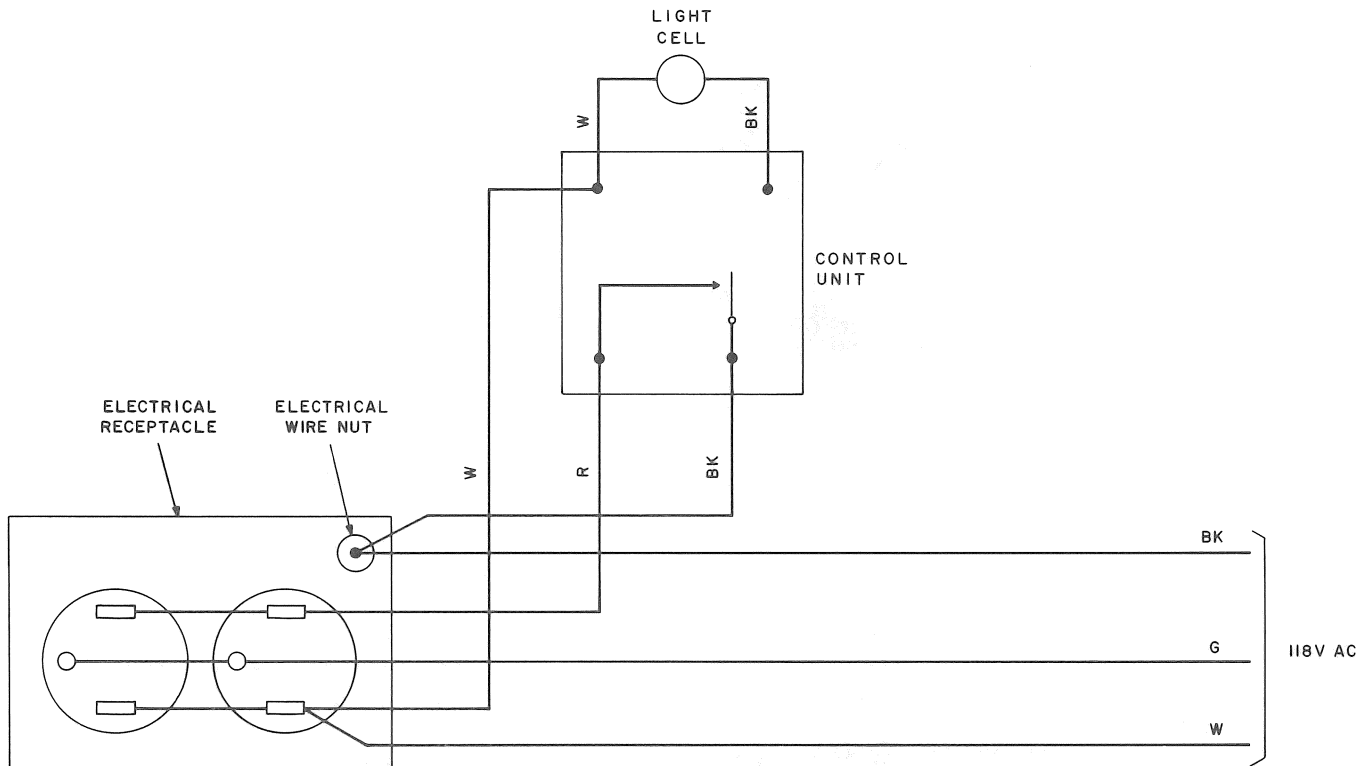 LIGHT
CELL
W
BK
CONTROL
UNIT
ELECTRICAL
RECEPTACLE
ELECTRICAL
WIRE NUT
W
R
BK
BK
G
118V AC
W